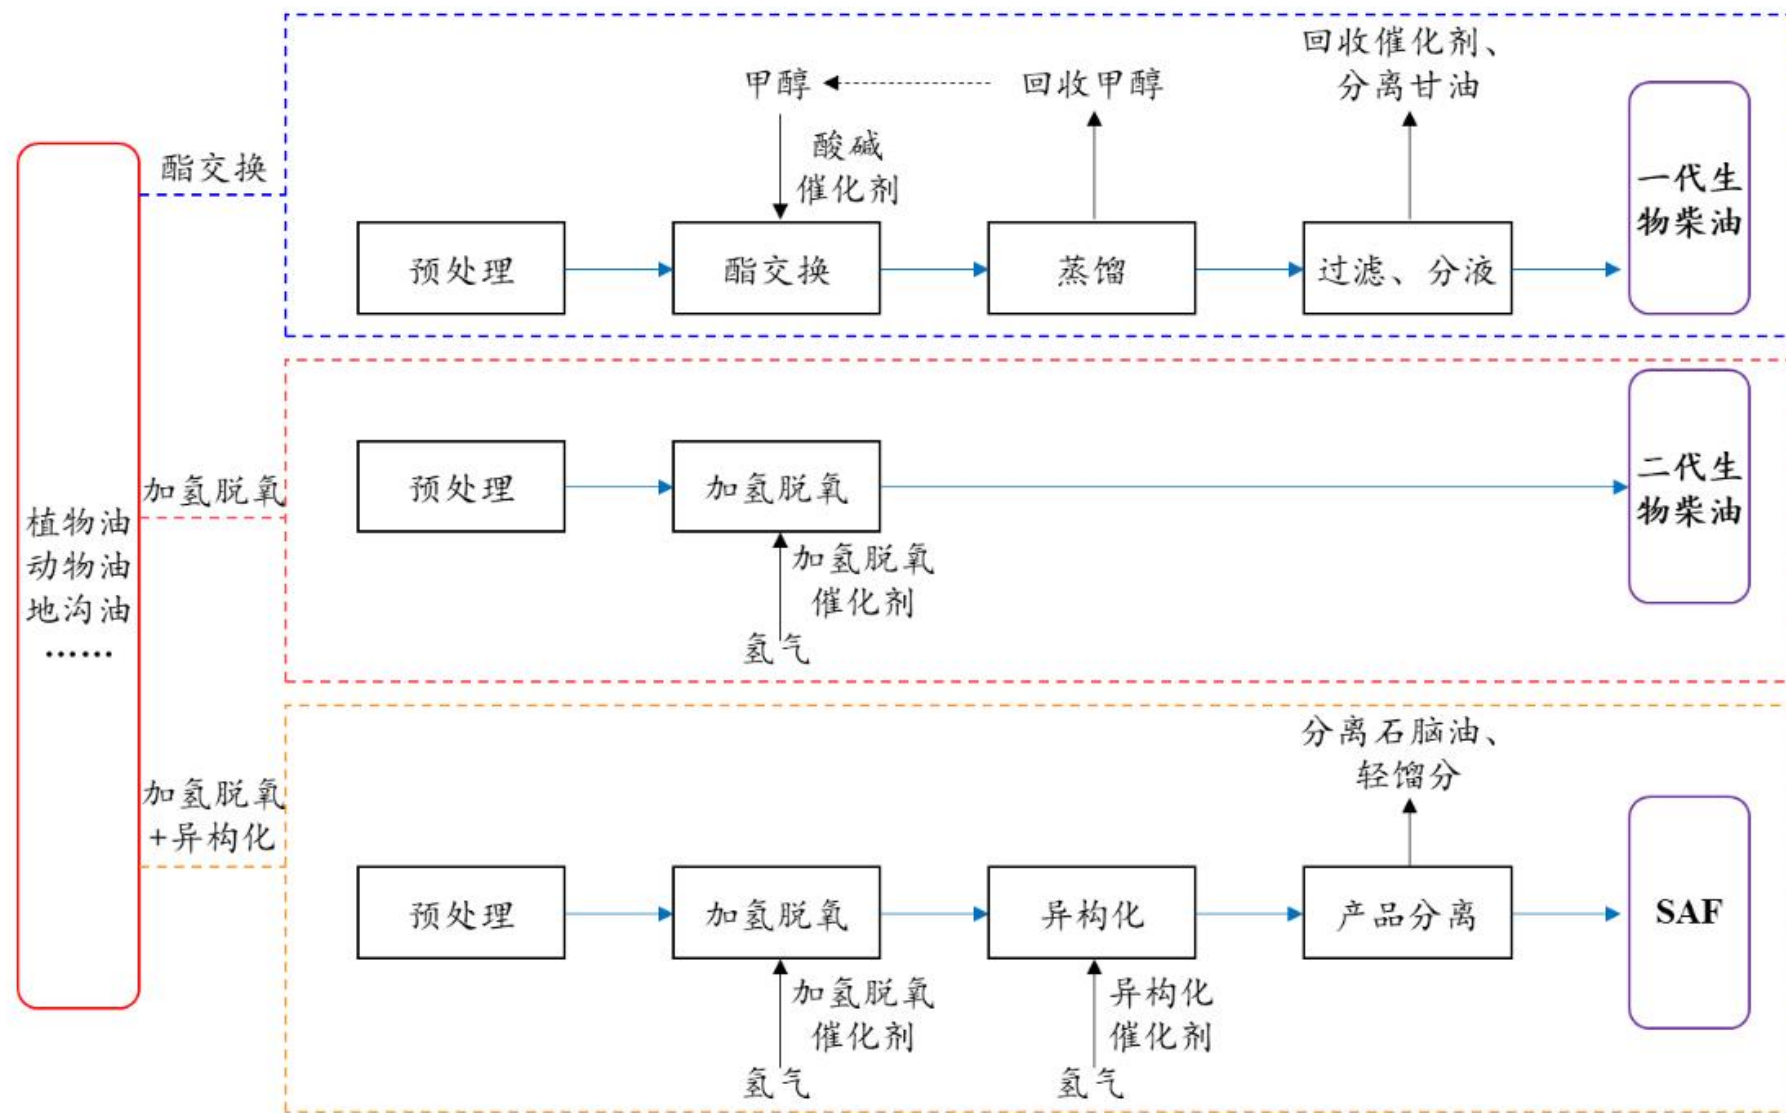 植物油
动物油
地沟油
……
酯交换
甲醇
回收甲醇
回收催化剂、
分离甘油
酸碱
催化剂
预处理
酯交换
蒸馏
过滤、分液
一代生
物柴油
加氢脱氧
预处理
加氢脱氧
加氢脱氧
催化剂
氢气
二代生
物柴油
加氢脱氧
+异构化
分离石脑油、
轻馏分
预处理
加氢脱氧
异构化
产品分离
SAF
加氢脱氧
催化剂
氢气
异构化
催化剂
氢气